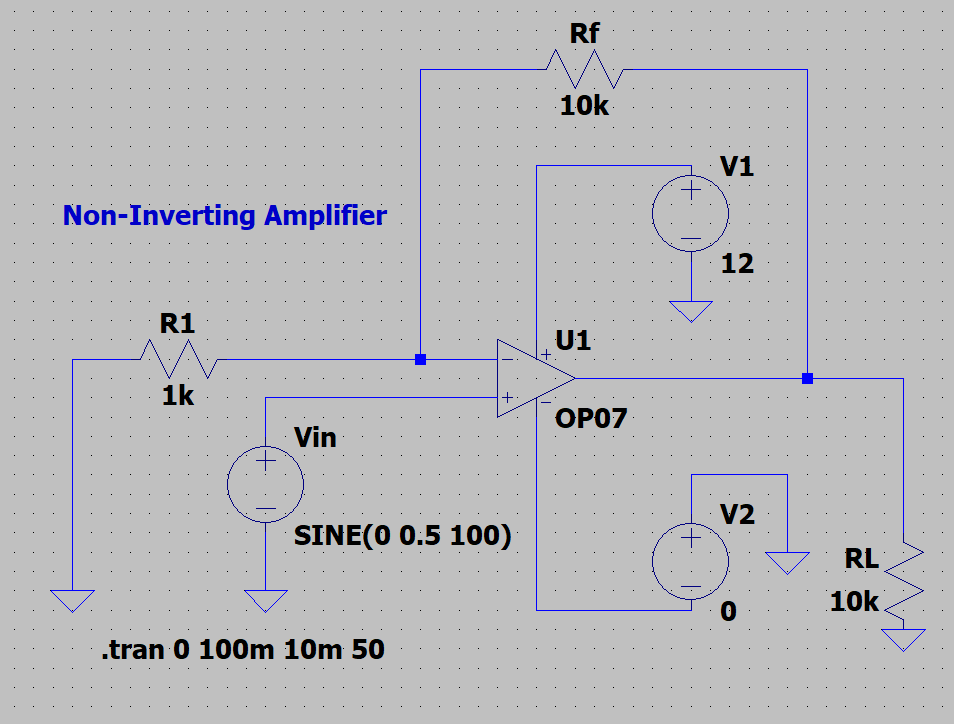 Rf
10k
V1
12
Non-Inverting Amplifier
R1
1k
U1
OP07
Vin
SINE(0 0.5 100)
V2
0
RL
10k
.tran 0 100m 10m 50